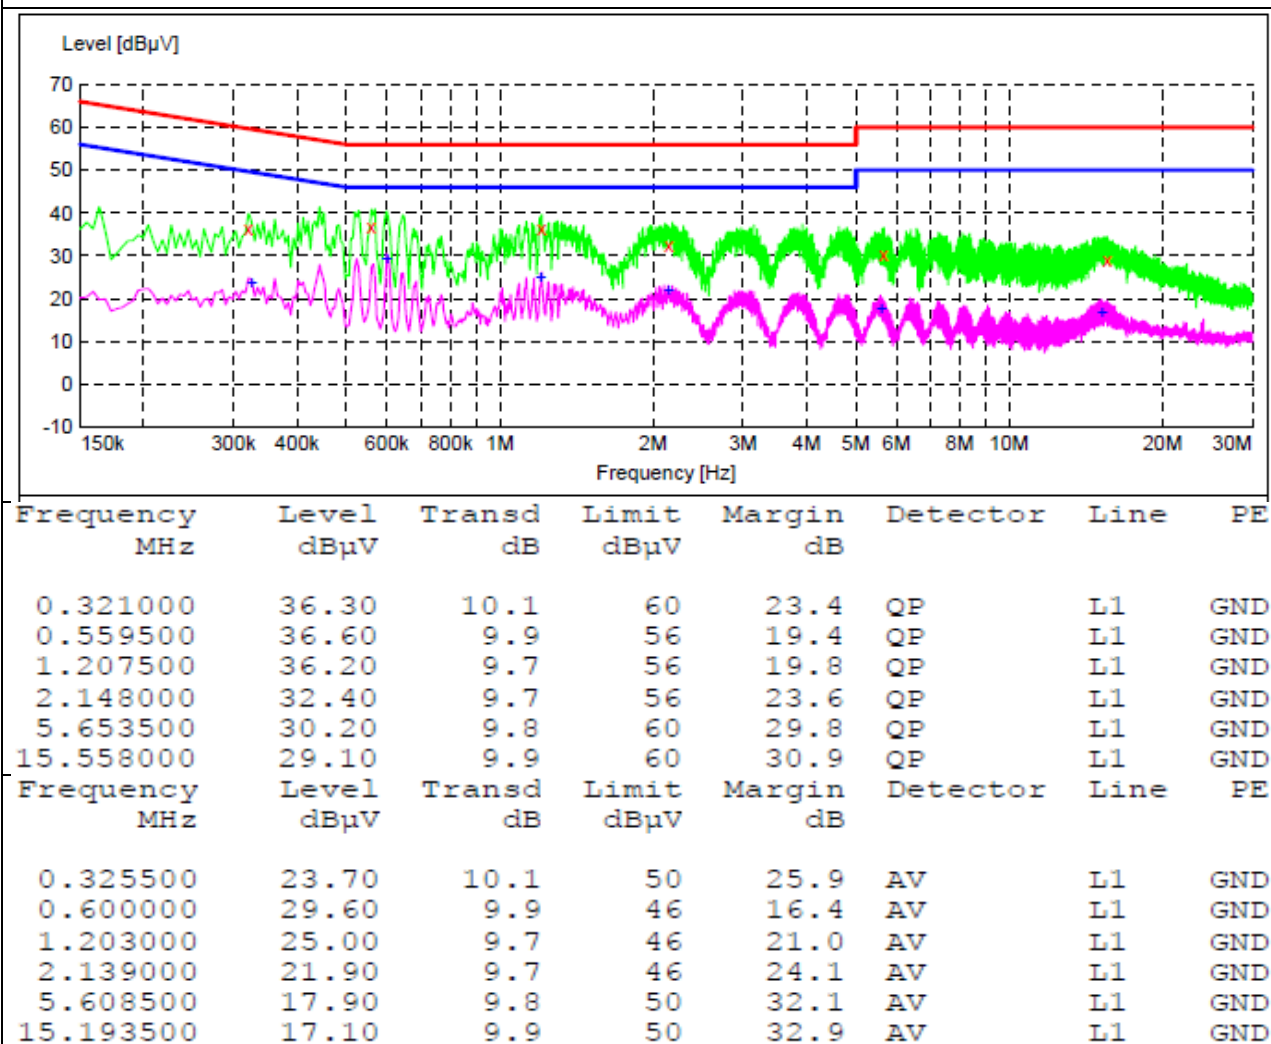 Level [dBµV]
70
60
50
40
30
20
10
0
-10
150k 300k 400k 600k 800k 1M 2M 3M 4M 5M 6M 8M 10M 20M 30M
Frequency [Hz]
Frequency Level Transd Limit Margin Detector Line PE
MHz dBµV dB dBµV dB
0.321000 36.30 10.1 60 23.4 QP L1 GND
0.559500 36.60 9.9 56 19.4 QP L1 GND
1.207500 36.20 9.7 56 19.8 QP L1 GND
2.148000 32.40 9.7 56 23.6 QP L1 GND
5.653500 30.20 9.8 60 29.8 QP L1 GND
15.558000 29.10 9.9 60 30.9 QP L1 GND
Frequency Level Transd Limit Margin Detector Line PE
MHz dBµV dB dBµV dB
0.325500 23.70 10.1 50 25.9 AV L1 GND
0.600000 29.60 9.9 46 16.4 AV L1 GND
1.203000 25.00 9.7 46 21.0 AV L1 GND
2.139000 21.90 9.7 46 24.1 AV L1 GND
5.608500 17.90 9.8 50 32.1 AV L1 GND
15.193500 17.10 9.9 50 32.9 AV L1 GND